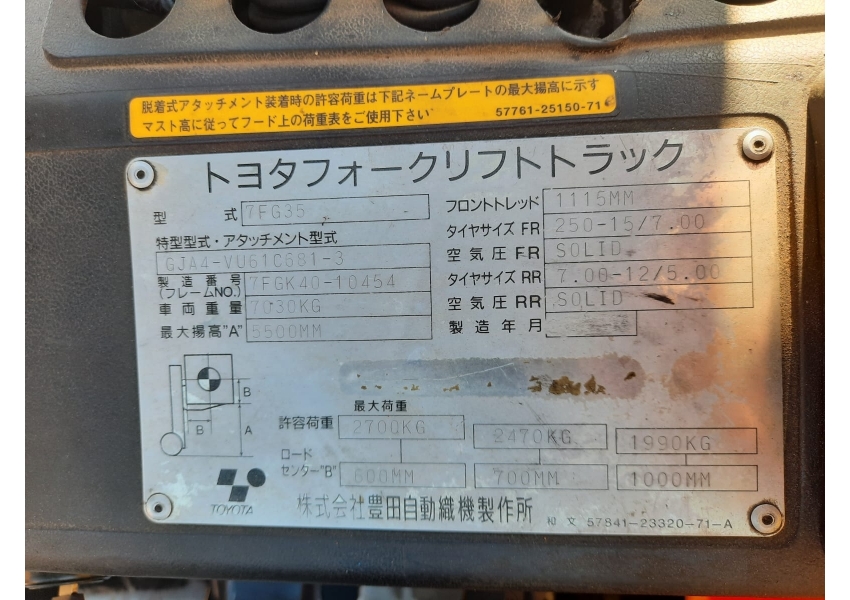 脱着式アタッチメント装着時の許容荷重は下記ネームプレートの最大揚高に示す
マスト高に従ってフード上の荷重表をご使用下さい 57761-25150-71
トヨタフォークリフトトラック
型 式 7FG35
特型型式・アタッチメント型式
GJA4-VU61C681-3
製造番号 7FGK40-10454
(フレームNO.)
車両重量 7030KG
最大揚高"A" 5500MM
フロントトレッド 1115MM
タイヤサイズ FR 250-15/7.00
空気圧 FR SOLID
タイヤサイズ RR 7.00-12/5.00
空気圧 RR SOLID
製造年月
B
B A
最大荷重
許容荷重 2700KG 2470KG 1990KG
ロード
センター"B" 600MM 700MM 1000MM
TOYOTA
株式会社豊田自動織機製作所 和文 57841-23320-71-A